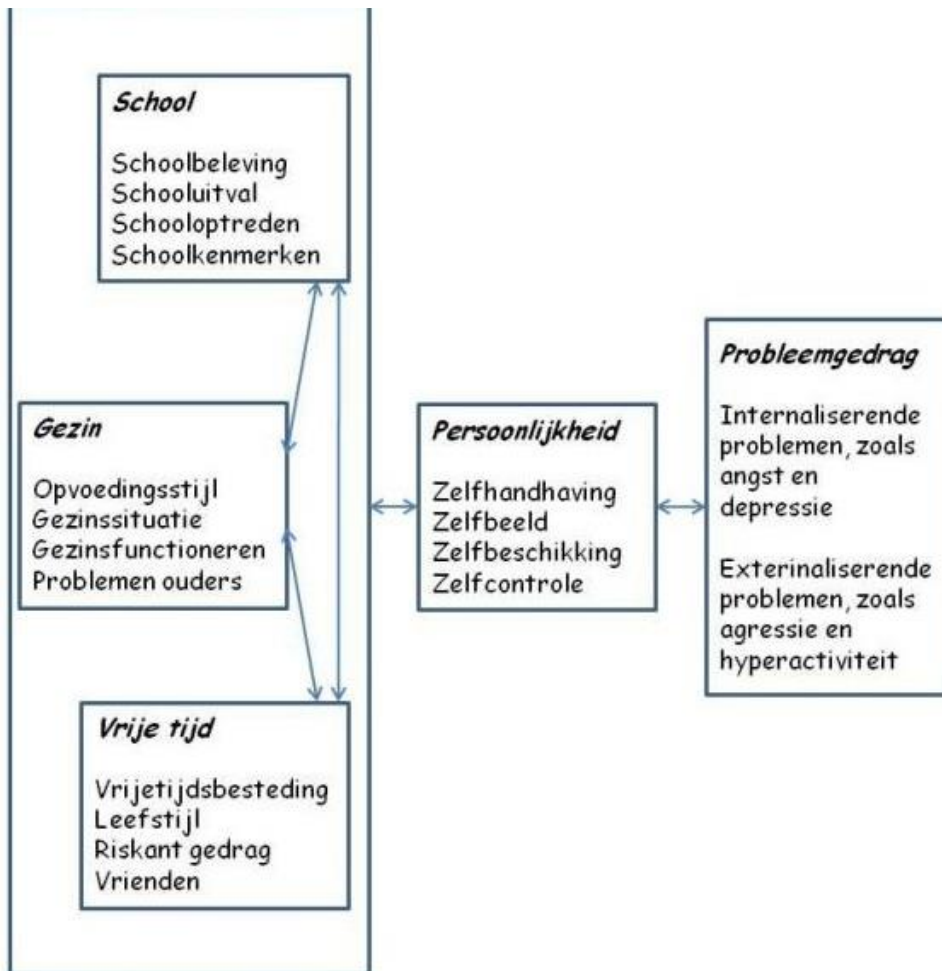 School
Schoolbeleving
Schooluitval
Schooloptreden
Schoolkenmerken
Gezin
Opvoedingsstijl
Gezinssituatie
Gezinsfunctioneren
Problemen ouders
Vrije tijd
Vrijetijdsbesteding
Leefstijl
Riskant gedrag
Vrienden
Persoonlijkheid
Zelfhandhaving
Zelfbeeld
Zelfbeschikking
Zelfcontrole
Probleemgedrag
Internaliserende
problemen, zoals
angst en
depressie
Exterinaliserende
problemen, zoals
agressie en
hyperactiviteit